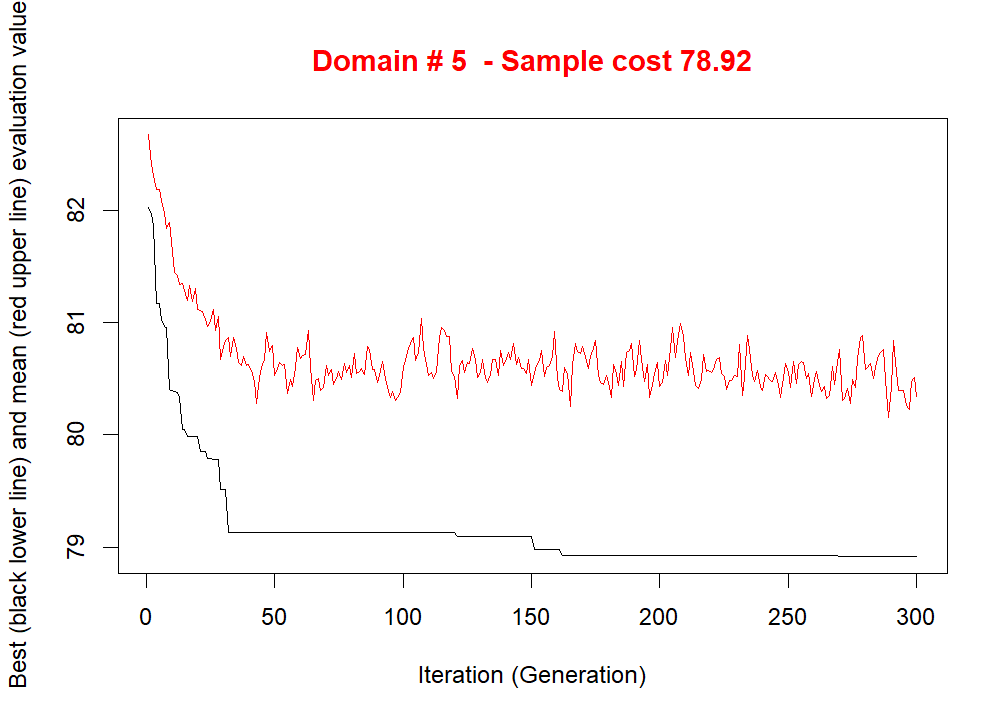 Domain # 5  - Sample cost 78.92
Best (black lower line) and mean (red upper line) evaluation value
82
81
80
79
0 50 100 150 200 250 300
Iteration (Generation)